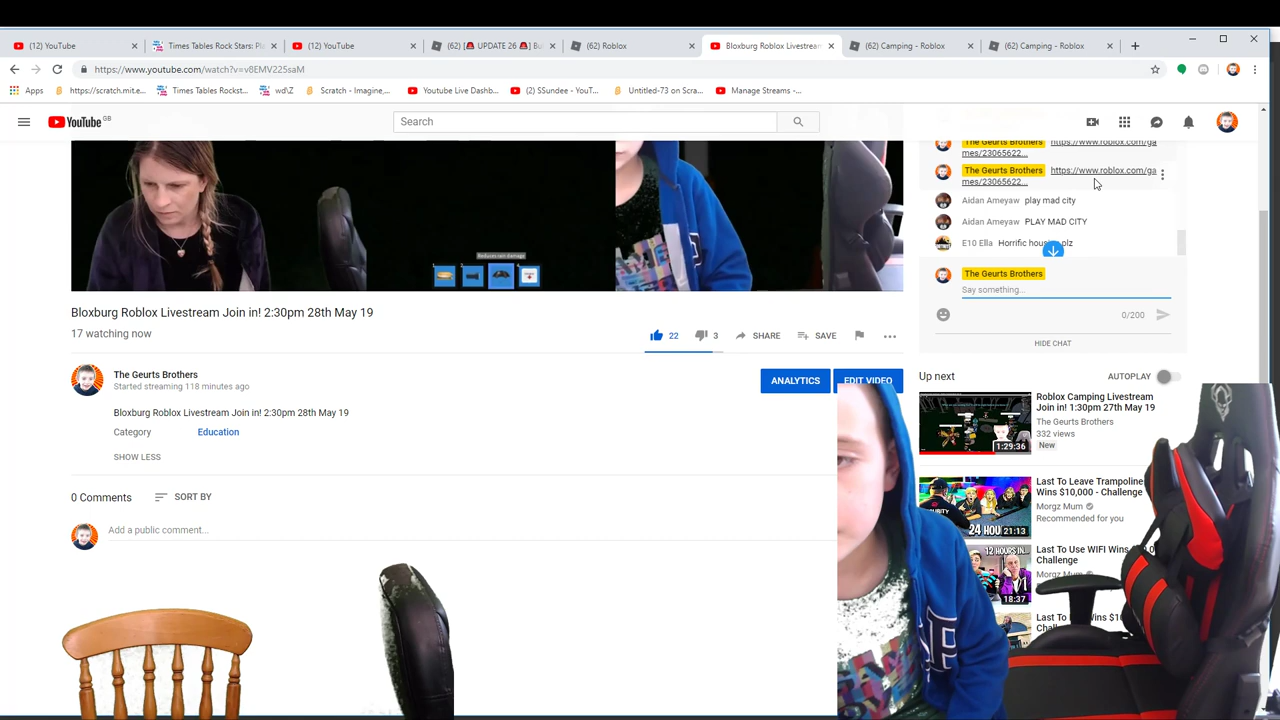 (12) YouTube
Times Tables Rock Stars: Pl
(12) YouTube
(62) [🚨 UPDATE 26 🚨] B
(62) Roblox
Bloxburg Roblox Livestream
(62) Camping - Roblox
(62) Camping - Roblox
https://www.youtube.com/watch?v=v8EMV225saM
Apps
https://scratch.mit.e...
Times Tables Rockst...
wd\Z
Scratch - Imagine,...
Youtube Live Dashb...
(2) SSundee - YouT...
Untitled-73 on Scra...
Manage Streams -...
YouTube GB
Search
The Geurts Brothers https://www.roblox.com/ga
mes/23065622...
The Geurts Brothers https://www.roblox.com/ga
mes/23065622...
Aidan Ameyaw play mad city
Aidan Ameyaw PLAY MAD CITY
E10 Ella Horrific plz
The Geurts Brothers
Say something...
0/200
HIDE CHAT
Bloxburg Roblox Livestream Join in! 2:30pm 28th May 19
17 watching now
22
3
SHARE
SAVE
The Geurts Brothers
Started streaming 118 minutes ago
ANALYTICS
EDIT VIDEO
Bloxburg Roblox Livestream Join in! 2:30pm 28th May 19
Category Education
SHOW LESS
0 Comments
SORT BY
Add a public comment...
Up next
AUTOPLAY
Roblox Camping Livestream
Join in! 1:30pm 27th May 19
The Geurts Brothers
332 views
New
1:29:36
Last To Leave Trampoline
Wins $10,000 - Challenge
Morgz Mum
Recommended for you
24 HOU
21:13
Last To Use WIFI Wins
Challenge
Morgz Mum
12 HOURS IN...
18:37